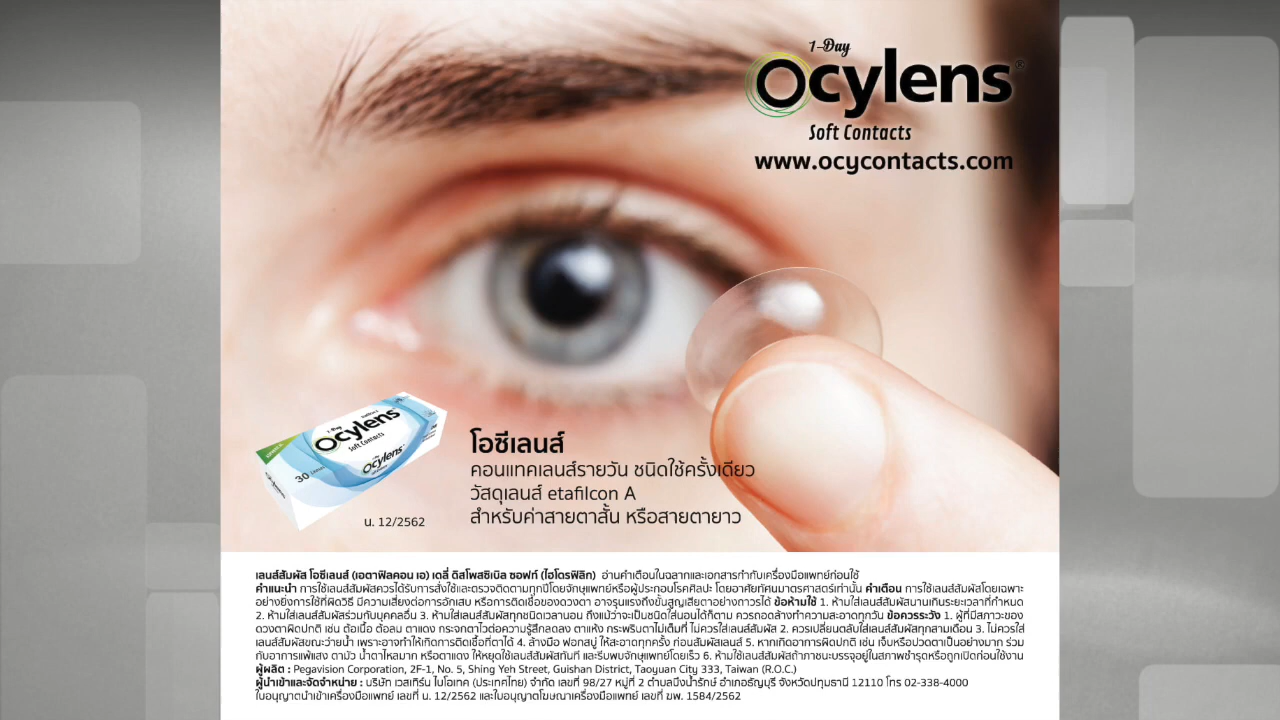 1-Day
Ocylens®
Soft Contacts
www.ocycontacts.com
1-Day
Ocylens
Soft Contacts
30
Ocylens
โอซีเลนส์
คอนแทคเลนส์รายวัน ชนิดใช้ครั้งเดียว
วัสดุเลนส์ etafilcon A
สำหรับค่าสายตาสั้น หรือสายตายาว
น. 12/2562
เลนส์สัมผัส โอซีเลนส์ (เอตาฟิลคอน เอ) เดลี่ ดิสโพสซิเบิล ซอฟท์ (ไฮโดรฟิลิก) อ่านคำเตือนในฉลากและเอกสารกำกับเครื่องมือแพทย์ก่อนใช้
คำแนะนำ การใช้เลนส์สัมผัสควรได้รับการสั่งใช้และตรวจติดตามทุกปีโดยจักษุแพทย์หรือผู้ประกอบโรคศิลปะ โดยอาศัยทัศนมาตรศาสตร์เท่านั้น คำเตือน การใช้เลนส์สัมผัสโดยเฉพาะ
อย่างยิ่งการใช้ที่ผิดวิธี มีความเสี่ยงต่อการอักเสบ หรือการติดเชื้อของดวงตา อาจรุนแรงถึงขั้นสูญเสียตาอย่างถาวรได้ ข้อห้ามใช้ 1. ห้ามใส่เลนส์สัมผัสนานเกินระยะเวลาที่กำหนด
2. ห้ามใส่เลนส์สัมผัสร่วมกับบุคคลอื่น 3. ห้ามใส่เลนส์สัมผัสทุกชนิดเวลานอน ถึงแม้ว่าจะเป็นชนิดใส่นอนได้ก็ตาม ควรถอดล้างทำความสะอาดทุกวัน ข้อควรระวัง 1. ผู้ที่มีสภาวะของ
ดวงตาผิดปกติ เช่น ต้อเนื้อ ต้อลม ตาแดง กระจกตาไวต่อความรู้สึกลดลง ตาแห้ง กระพริบตาไม่เต็มที่ ไม่ควรใส่เลนส์สัมผัส 2. ควรเปลี่ยนตลับใส่เลนส์สัมผัสทุกสามเดือน 3. ไม่ควรใส่
เลนส์สัมผัสขณะว่ายน้ำ เพราะอาจทำให้เกิดการติดเชื้อที่ตาได้ 4. ล้างมือ ฟอกสบู่ ให้สะอาดทุกครั้ง ก่อนสัมผัสเลนส์ 5. หากเกิดอาการผิดปกติ เช่น เจ็บหรือปวดตาเป็นอย่างมาก ร่วม
กับอาการแพ้แสง ตามัว น้ำตาไหลมาก หรือตาแดง ให้หยุดใช้เลนส์สัมผัสทันที และรีบพบจักษุแพทย์โดยเร็ว 6. ห้ามใช้เลนส์สัมผัสถ้าภาชนะบรรจุอยู่ในสภาพชำรุดหรือถูกเปิดก่อนใช้งาน
ผู้ผลิต : Pegavision Corporation, 2F-1, No. 5, Shing Yeh Street, Guishan District, Taoyuan City 333, Taiwan (R.O.C.)
ผู้นำเข้าและจัดจำหน่าย : บริษัท เวสเทิร์น ไบโอเทค (ประเทศไทย) จำกัด เลขที่ 98/27 หมู่ที่ 2 ตำบลบึงน้ำรักษ์ อำเภอธัญบุรี จังหวัดปทุมธานี 12110 โทร 02-338-4000
ใบอนุญาตนำเข้าเครื่องมือแพทย์ เลขที่ น. 12/2562 และใบอนุญาตโฆษณาเครื่องมือแพทย์ เลขที่ ฆพ. 1584/2562